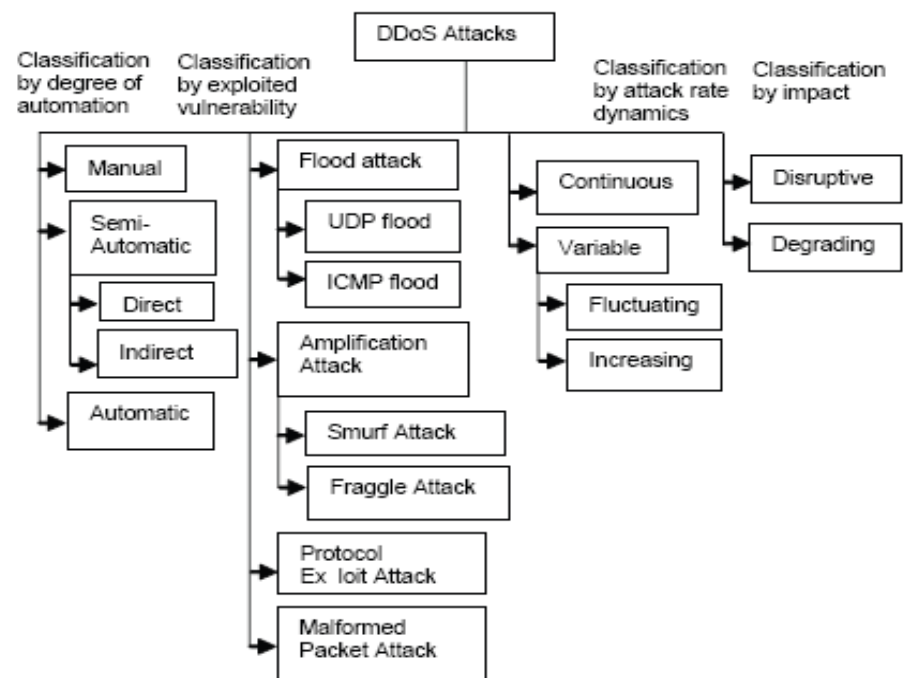 DDoS Attacks
Classification
by degree of
automation
Classification
by exploited
vulnerability
Classification
by attack rate
dynamics
Classification
by impact
Manual
Semi-
Automatic
Direct
Indirect
Automatic
Flood attack
UDP flood
ICMP flood
Amplification
Attack
Smurf Attack
Fraggle Attack
Protocol
Ex loit Attack
Malformed
Packet Attack
Continuous
Variable
Fluctuating
Increasing
Disruptive
Degrading